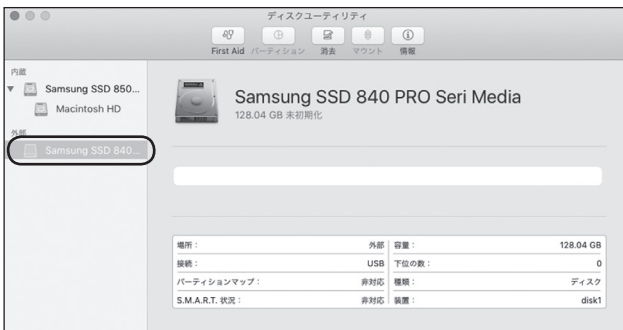 ディスクユーティリティ
First Aid パーティション 消去 マウント 情報
内蔵
Samsung SSD 850...
Macintosh HD
外部
Samsung SSD 840...
Samsung SSD 840 PRO Seri Media
128.04 GB 未初期化
場所： 外部 容量： 128.04 GB
接続： USB 下位の数： 0
パーティションマップ： 非対応 種類： ディスク
S.M.A.R.T. 状況： 非対応 装置： disk1